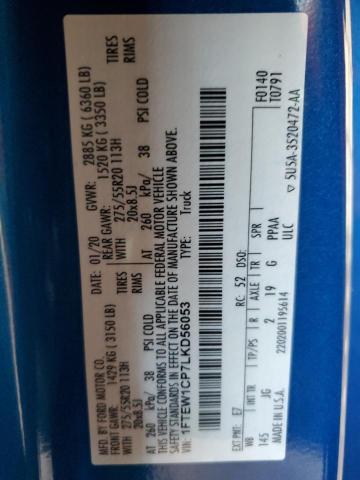 MFD. BY FORD MOTOR CO.
DATE: 01/20 GVWR: 2885 KG ( 6360 LB)
FRONT GAWR: 1429 KG ( 3150 LB) REAR GAWR: 1520 KG ( 3350 LB)
275/55R20 113H TIRES WITH 275/55R20 113H TIRES
20x8.5J RIMS 20x8.5J RIMS
AT 260 kPa/ 38 PSI COLD AT 260 kPa/ 38 PSI COLD
THIS VEHICLE CONFORMS TO ALL APPLICABLE FEDERAL MOTOR VEHICLE
SAFETY STANDARDS IN EFFECT ON THE DATE OF MANUFACTURE SHOWN ABOVE.
VIN: 1FTEW1CP7LKD56053
Truck
F0140
T0791
EXT PNT: E7 RC: 52 DSO:
WB INT TR TP/PS R AXLE TR SPR
145 JG 2 19 G PPAA
ULC
2202001195614
U.S.A. ▽ 5U5A-3520472-AA